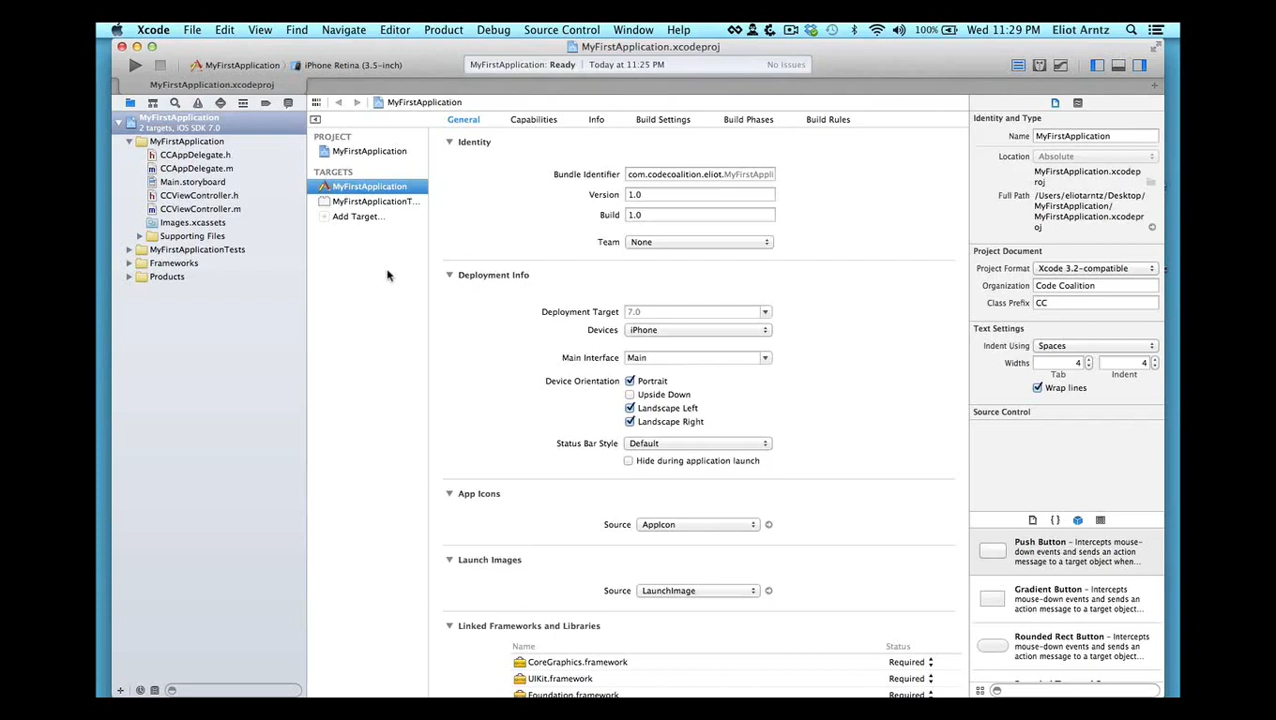 Xcode File Edit View Find Navigate Editor Product Debug Source Control Window Help 100% Wed 11:29 PM Eliot Arntz
MyFirstApplication.xcodeproj
MyFirstApplication iPhone Retina (3.5-inch) MyFirstApplication: Ready Today at 11:25 PM No Issues
MyFirstApplication.xcodeproj
MyFirstApplication
MyFirstApplication
2 targets, iOS SDK 7.0
MyFirstApplication
CCAppDelegate.h
CCAppDelegate.m
Main.storyboard
CCViewController.h
CCViewController.m
Images.xcassets
Supporting Files
MyFirstApplicationTests
Frameworks
Products
PROJECT
MyFirstApplication
TARGETS
MyFirstApplication
MyFirstApplicationT...
Add Target...
General Capabilities Info Build Settings Build Phases Build Rules
Identity
Bundle Identifier com.codecoalition.eliot.MyFirstAppli
Version 1.0
Build 1.0
Team None
Deployment Info
Deployment Target 7.0
Devices iPhone
Main Interface Main
Device Orientation Portrait
Upside Down
Landscape Left
Landscape Right
Status Bar Style Default
Hide during application launch
App Icons
Source AppIcon
Launch Images
Source LaunchImage
Linked Frameworks and Libraries
Name Status
CoreGraphics.framework Required
UIKit.framework Required
Foundation.framework Required
Identity and Type
Name MyFirstApplication
Location Absolute
MyFirstApplication.xcodepr
oj
Full Path /Users/eliotarntz/Desktop/
MyFirstApplication/
MyFirstApplication.xcodepr
oj
Project Document
Project Format Xcode 3.2-compatible
Organization Code Coalition
Class Prefix CC
Text Settings
Indent Using Spaces
Widths 4 4
Tab Indent
Wrap lines
Source Control
Push Button - Intercepts mouse-
down events and sends an action
message to a target object when...
Gradient Button - Intercepts
mouse-down events and sends an
action message to a target object...
Rounded Rect Button - Intercepts
mouse-down events and sends an
action message to a target object...